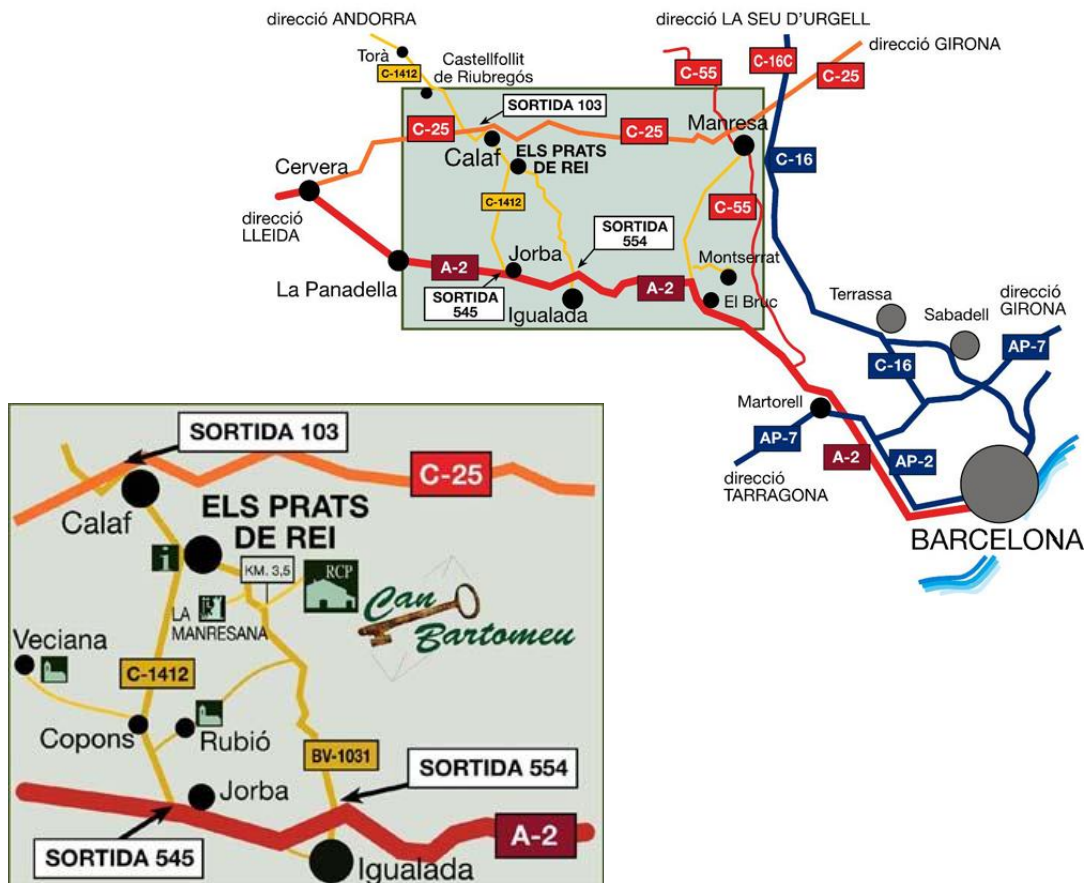 direcció ANDORRA
direcció LA SEU D'URGELL
direcció GIRONA
Torà
C-1412
Castellfollit
de Riubregós
C-55
C-16C
C-25
SORTIDA 103
C-25
C-25
Manresa
Calaf
ELS PRATS
DE REI
C-16
Cervera
C-1412
direcció
LLEIDA
C-55
SORTIDA
554
Jorba
Montserrat
A-2
A-2
La Panadella
SORTIDA
545
Igualada
El Bruc
Terrassa
Sabadell
direcció
GIRONA
AP-7
C-16
Martorell
AP-7
A-2
AP-2
direcció
TARRAGONA
BARCELONA
SORTIDA 103
C-25
Calaf
ELS PRATS
DE REI
i
KM. 3,5
RCP
LA
MANRESANA
Can
Bartomeu
Veciana
C-1412
Copons
Rubió
BV-1031
SORTIDA 554
Jorba
A-2
SORTIDA 545
Igualada